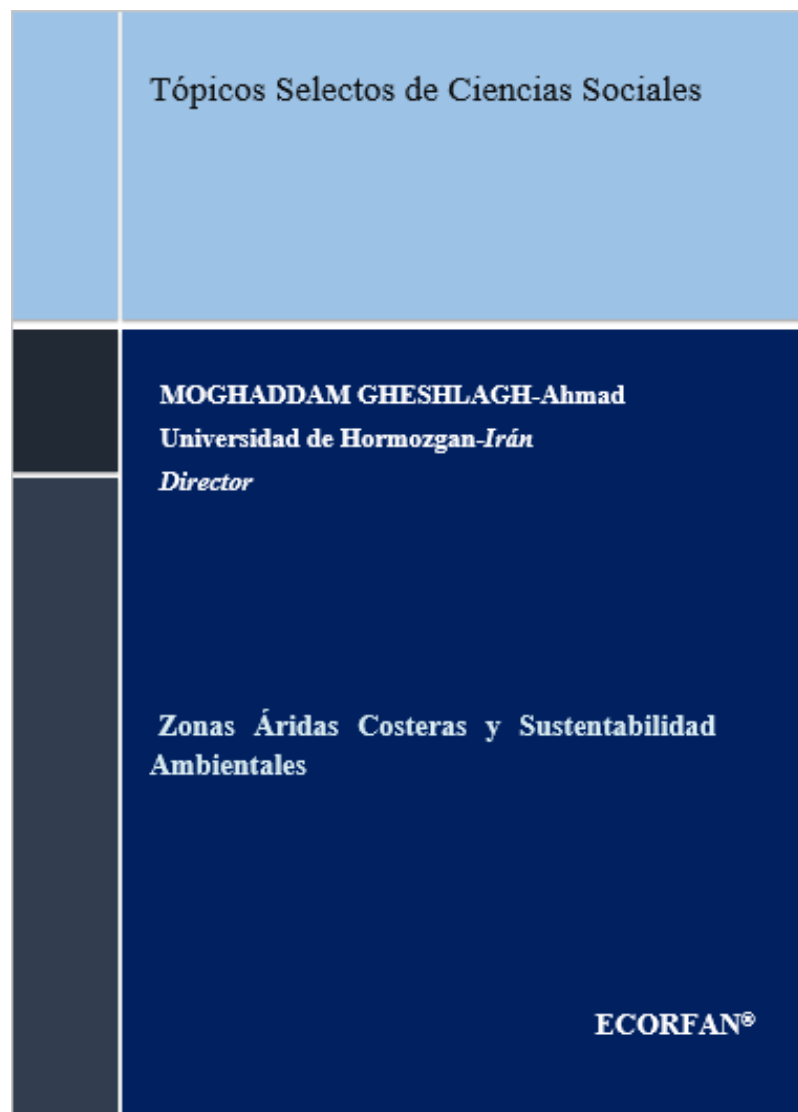 Tópicos Selectos de Ciencias Sociales
MOGHADDAM GHESHLAGH-Ahmad
Universidad de Hormozgan-Irán
Director
Zonas Áridas Costeras y Sustentabilidad
Ambientales
ECORFAN®